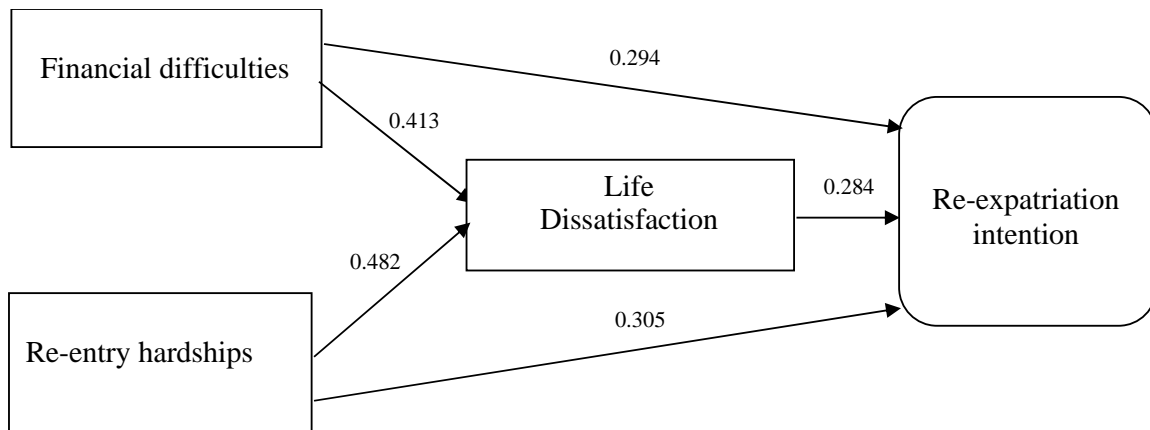 Financial difficulties
0.294
0.413
Life
Dissatisfaction
0.284
Re-expatriation
intention
0.482
0.305
Re-entry hardships